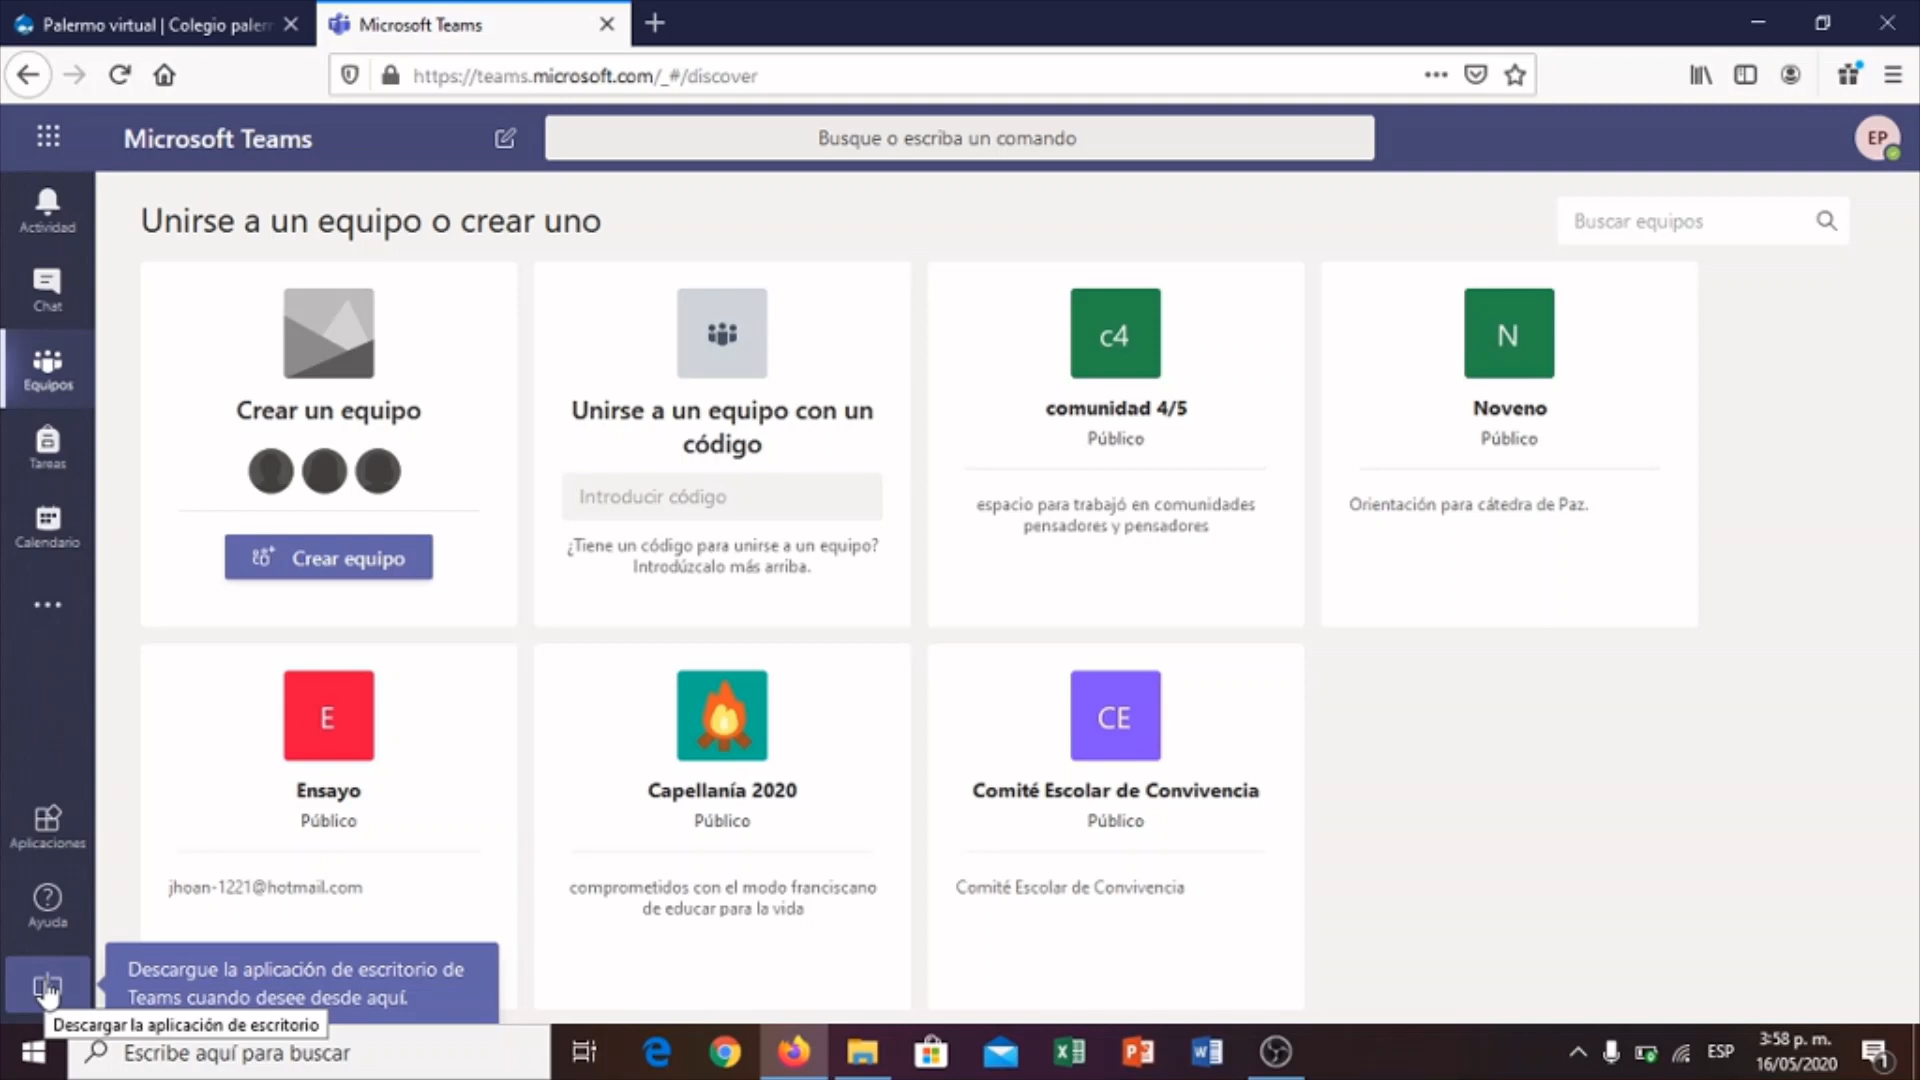 Palermo virtual | Colegio paler
Microsoft Teams
https://teams.microsoft.com/_#/discover
Microsoft Teams
Busque o escriba un comando
EP
Actividad
Chat
Equipos
Tareas
Calendario
Aplicaciones
Ayuda
Unirse a un equipo o crear uno
Buscar equipos
Crear un equipo
Crear equipo
Unirse a un equipo con un
código
Introducir código
¿Tiene un código para unirse a un equipo?
Introdúzcalo más arriba.
c4
comunidad 4/5
Público
espacio para trabajó en comunidades
pensadores y pensadores
N
Noveno
Público
Orientación para cátedra de Paz.
E
Ensayo
Público
jhoan-1221@hotmail.com
Capellanía 2020
Público
comprometidos con el modo franciscano
de educar para la vida
CE
Comité Escolar de Convivencia
Público
Comité Escolar de Convivencia
Descargue la aplicación de escritorio de
Teams cuando desee desde aquí.
Descargar la aplicación de escritorio
Escribe aquí para buscar
ESP
3:58 p. m.
16/05/2020
1